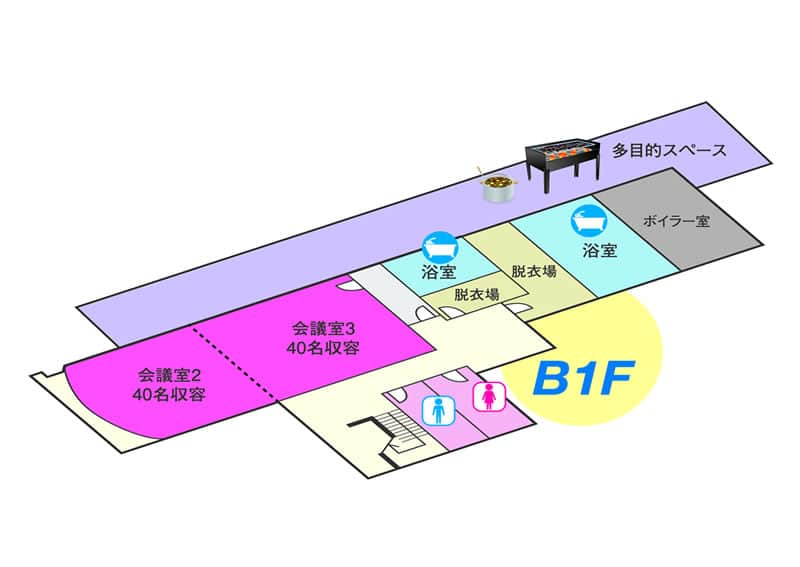 多目的スペース
ボイラー室
浴室
脱衣場
浴室
脱衣場
会議室3
40名収容
会議室2
40名収容
B1F